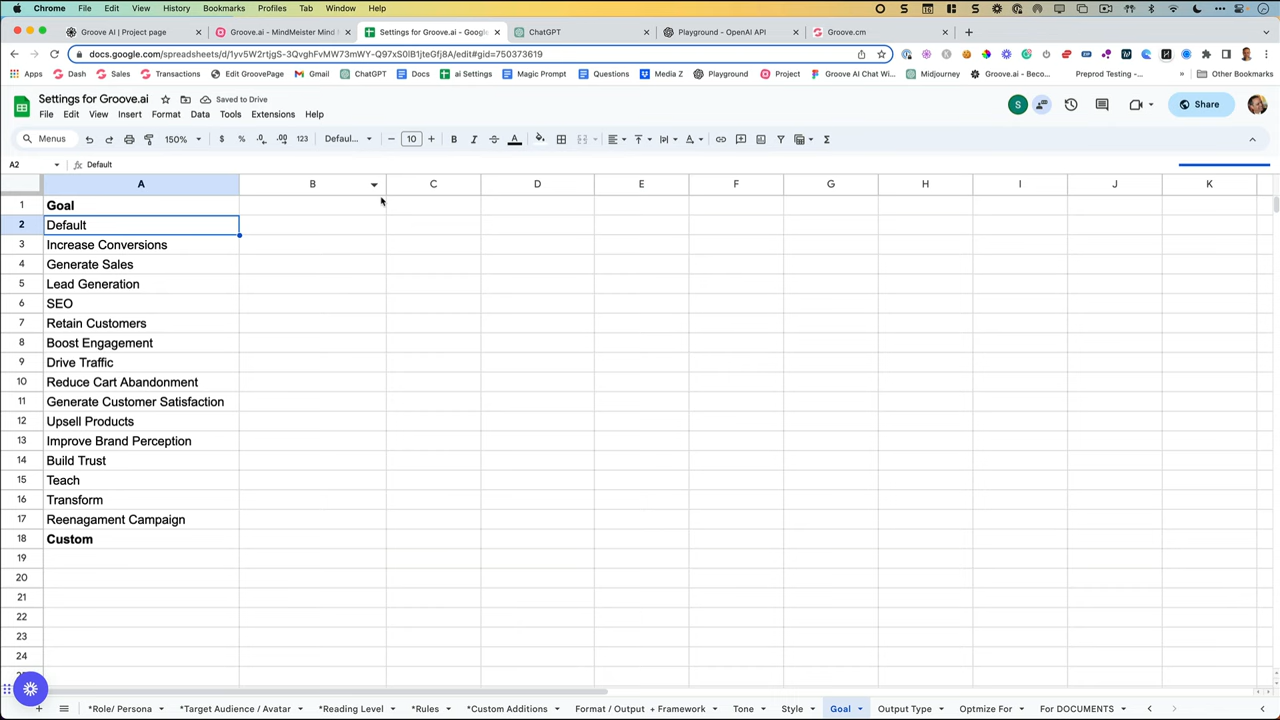 Chrome File Edit View History Bookmarks Profiles Tab Window Help
Groove AI | Project page
Groove.ai - MindMeister Mind
Settings for Groove.ai - Google
ChatGPT
Playground - OpenAI API
Groove.cm
docs.google.com/spreadsheets/d/1yv5W2rtjgS-3QvghFvMW73mWY-Q97xS0lB1jteGfj8A/edit#gid=750373619
Apps Dash Sales Transactions Edit GroovePage Gmail ChatGPT Docs ai Settings Magic Prompt Questions Media Z Playground Project Groove AI Chat Wi... Midjourney Groove.ai - Beco... Preprod Testing -... » Other Bookmarks
Settings for Groove.ai Saved to Drive
File Edit View Insert Format Data Tools Extensions Help
S Share
Menus 150% $ % .0 .00 123 Defaul... − 10 + B I A
A2 fx Default
A B C D E F G H I J K
1 Goal
2 Default
3 Increase Conversions
4 Generate Sales
5 Lead Generation
6 SEO
7 Retain Customers
8 Boost Engagement
9 Drive Traffic
10 Reduce Cart Abandonment
11 Generate Customer Satisfaction
12 Upsell Products
13 Improve Brand Perception
14 Build Trust
15 Teach
16 Transform
17 Reenagament Campaign
18 Custom
19
20
21
22
23
24
*Role/ Persona *Target Audience / Avatar *Reading Level *Rules *Custom Additions Format / Output + Framework Tone Style Goal Output Type Optmize For For DOCUMENTS